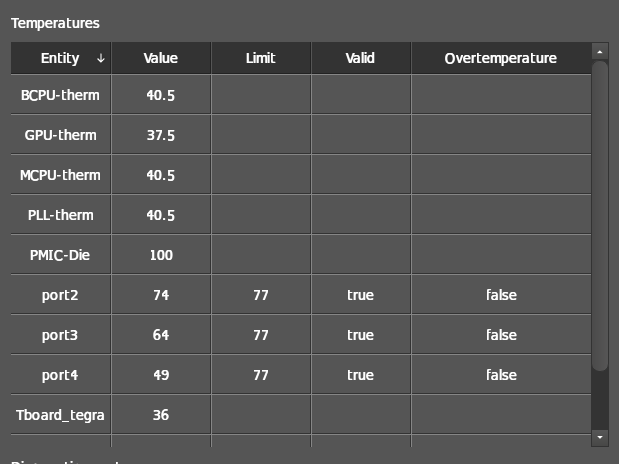 Temperatures
Entity ↓ Value Limit Valid Overtemperature
BCPU-therm 40.5
GPU-therm 37.5
MCPU-therm 40.5
PLL-therm 40.5
PMIC-Die 100
port2 74 77 true false
port3 64 77 true false
port4 49 77 true false
Tboard_tegra 36